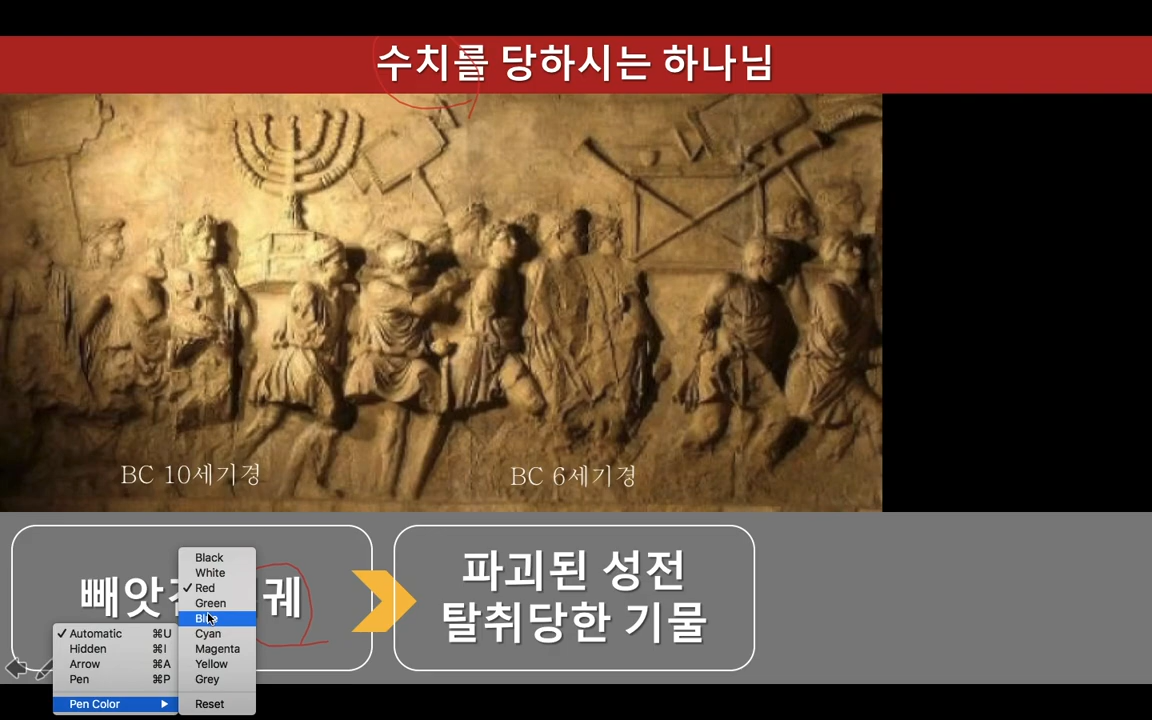 수치를 당하시는 하나님
BC 10세기경
BC 6세기경
빼앗
궤
파괴된 성전
탈취당한 기물
Black
White
✓ Red
Green
Blue
Cyan
Magenta
Yellow
Grey
Reset
✓ Automatic ⌘U
Hidden ⌘I
Arrow ⌘A
Pen ⌘P
Pen Color